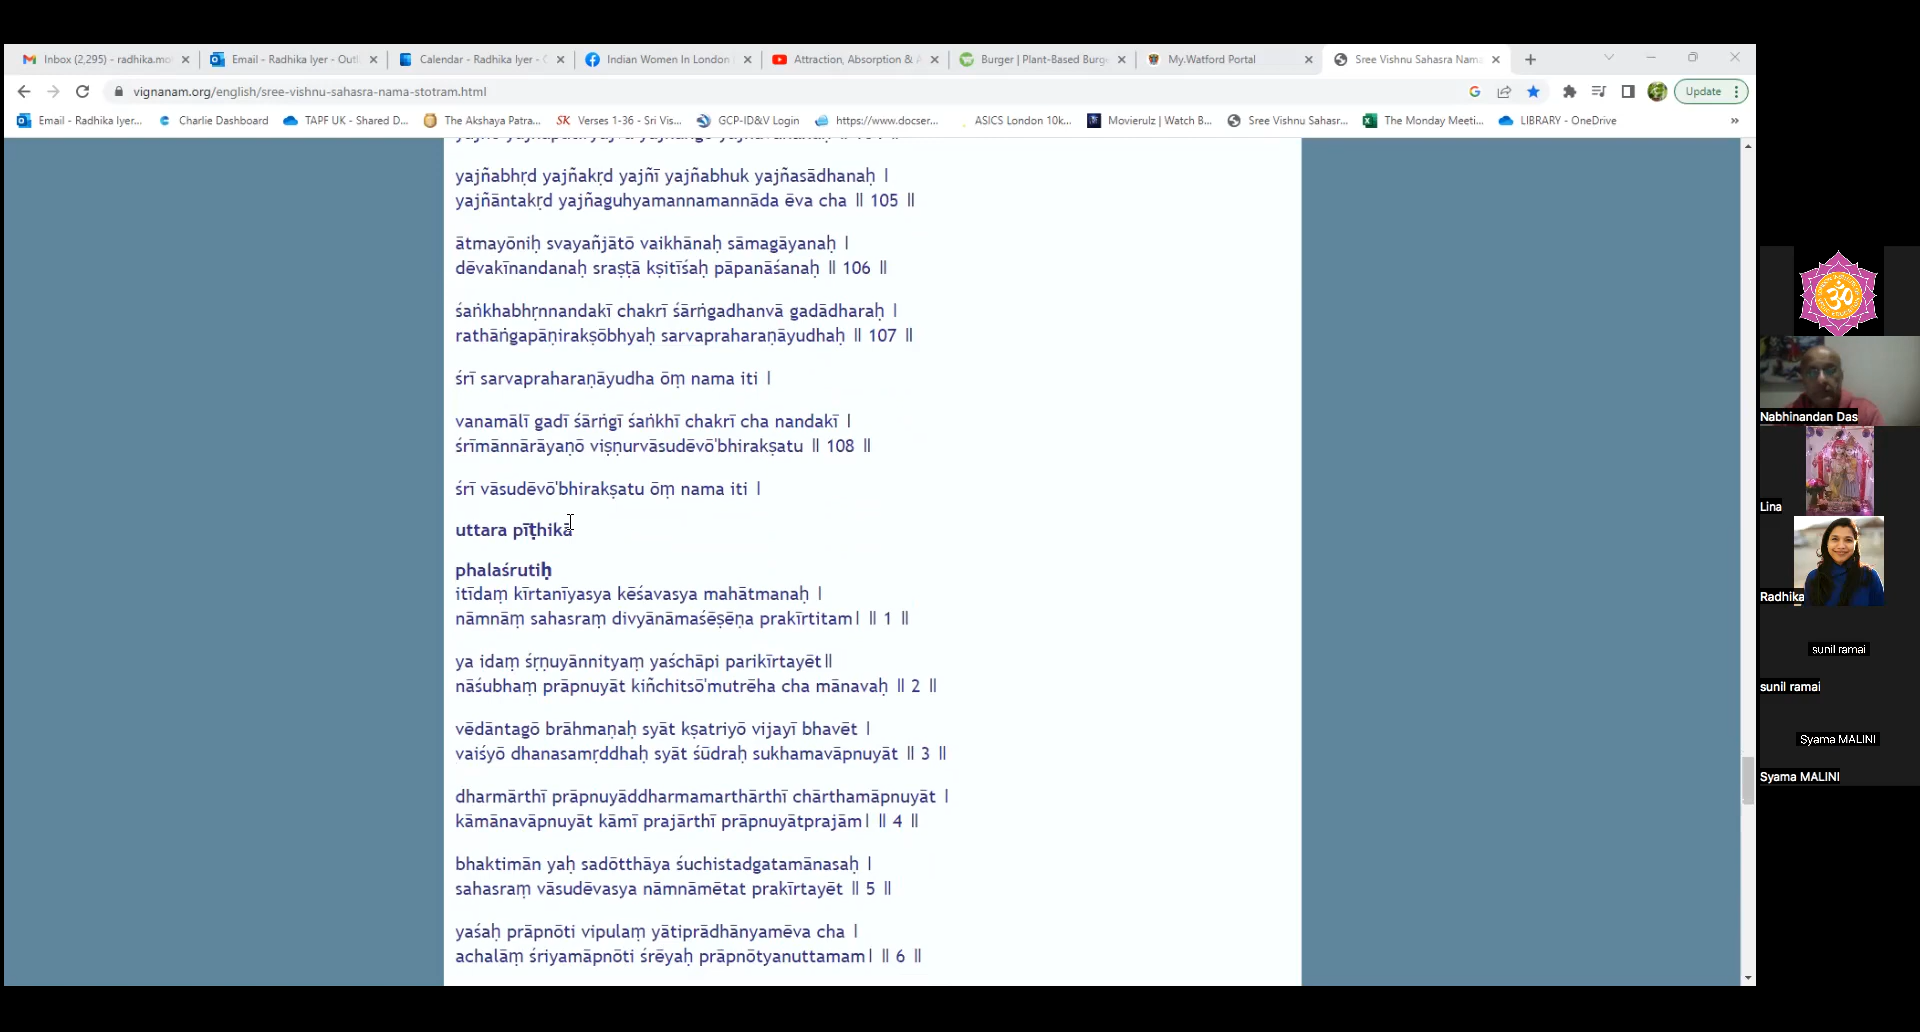 Inbox (2,295) - radhika.mo
Email - Radhika Iyer - Outl
Calendar - Radhika Iyer -
Indian Women In London
Attraction, Absorption &
Burger | Plant-Based Burg
My.Watford Portal
Sree Vishnu Sahasra Nam
vignanam.org/english/sree-vishnu-sahasra-nama-stotram.html
Update
Email - Radhika Iyer...
Charlie Dashboard
TAPF UK - Shared D...
The Akshaya Patra...
SK Verses 1-36 - Sri Vis...
GCP-ID&V Login
https://www.docser...
ASICS London 10k...
Movierulz | Watch B...
Sree Vishnu Sahasr...
The Monday Meeti...
LIBRARY - OneDrive
»
yajñabhṛd yajñakṛd yajñī yajñabhuk yajñasādhanaḥ |
yajñāntakṛd yajñaguhyamannamannāda ēva cha ‖ 105 ‖
ātmayōniḥ svayañjātō vaikhānaḥ sāmagāyanaḥ |
dēvakīnandanaḥ sraṣṭā kṣitīśaḥ pāpanāśanaḥ ‖ 106 ‖
śaṅkhabhṛnnandakī chakrī śārṅgadhanvā gadādharaḥ |
rathāṅgapāṇirakṣōbhyaḥ sarvapraharaṇāyudhaḥ ‖ 107 ‖
śrī sarvapraharaṇāyudha ōṃ nama iti |
vanamālī gadī śārṅgī śaṅkhī chakrī cha nandakī |
śrīmānnārāyaṇō viṣṇurvāsudēvō'bhirakṣatu ‖ 108 ‖
śrī vāsudēvō'bhirakṣatu ōṃ nama iti |
uttara pīṭhikā
phalaśrutiḥ
itīdaṃ kīrtanīyasya kēśavasya mahātmanaḥ |
nāmnāṃ sahasraṃ divyānāmaśēṣēṇa prakīrtitam| ‖ 1 ‖
ya idaṃ śṛṇuyānnityaṃ yaśchāpi parikīrtayēt‖
nāśubhaṃ prāpnuyāt kiñchitsō'mutrēha cha mānavaḥ ‖ 2 ‖
vēdāntagō brāhmaṇaḥ syāt kṣatriyō vijayī bhavēt |
vaiśyō dhanasamṛddhaḥ syāt śūdraḥ sukhamavāpnuyāt ‖ 3 ‖
dharmārthī prāpnuyāddharmamarthārthī chārthamāpnuyāt |
kāmānavāpnuyāt kāmī prajārthī prāpnuyātprajām| ‖ 4 ‖
bhaktimān yaḥ sadōtthāya śuchistadgatamānasaḥ |
sahasraṃ vāsudēvasya nāmnāmētat prakīrtayēt ‖ 5 ‖
yaśaḥ prāpnōti vipulaṃ yātiprādhānyamēva cha |
achalāṃ śriyamāpnōti śrēyaḥ prāpnōtyanuttamam| ‖ 6 ‖
ॐ
Nabhinandan Das
Lina
Radhika
sunil ramai
sunil ramai
Syama MALINI
Syama MALINI